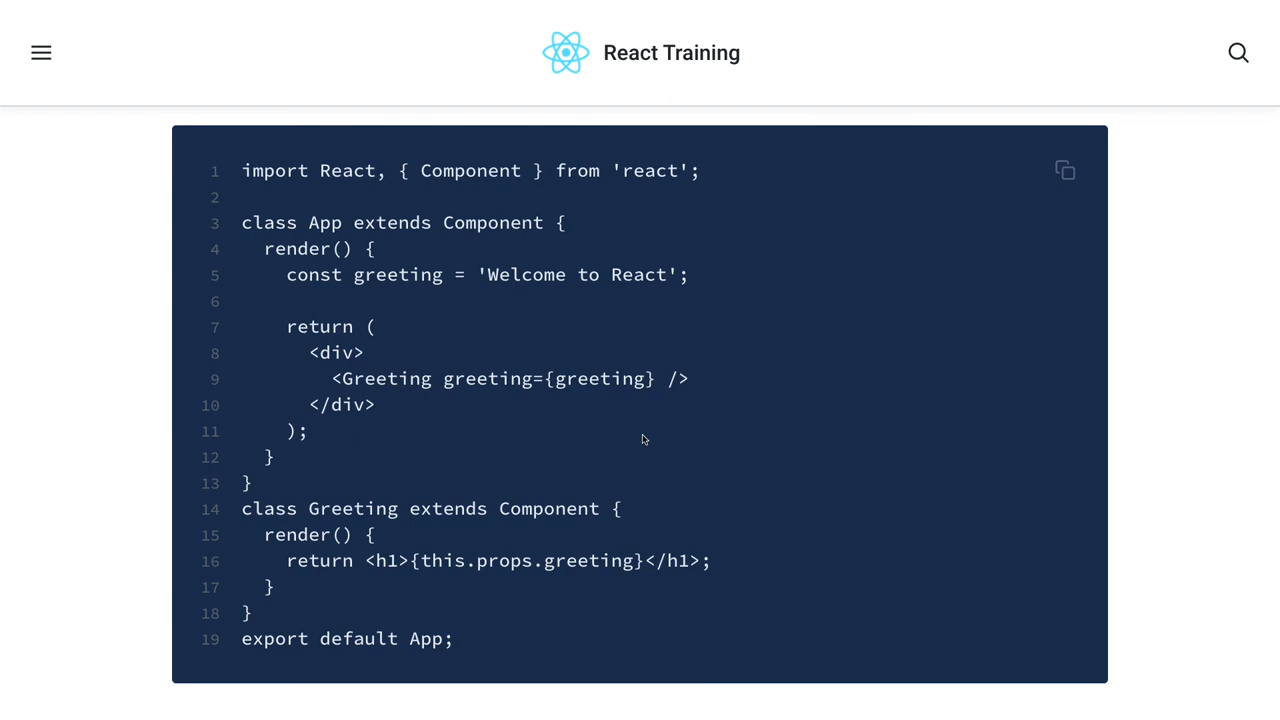 React Training
1 import React, { Component } from 'react';
2
3 class App extends Component {
4   render() {
5     const greeting = 'Welcome to React';
6
7     return (
8       <div>
9         <Greeting greeting={greeting} />
10       </div>
11     );
12   }
13 }
14 class Greeting extends Component {
15   render() {
16     return <h1>{this.props.greeting}</h1>;
17   }
18 }
19 export default App;